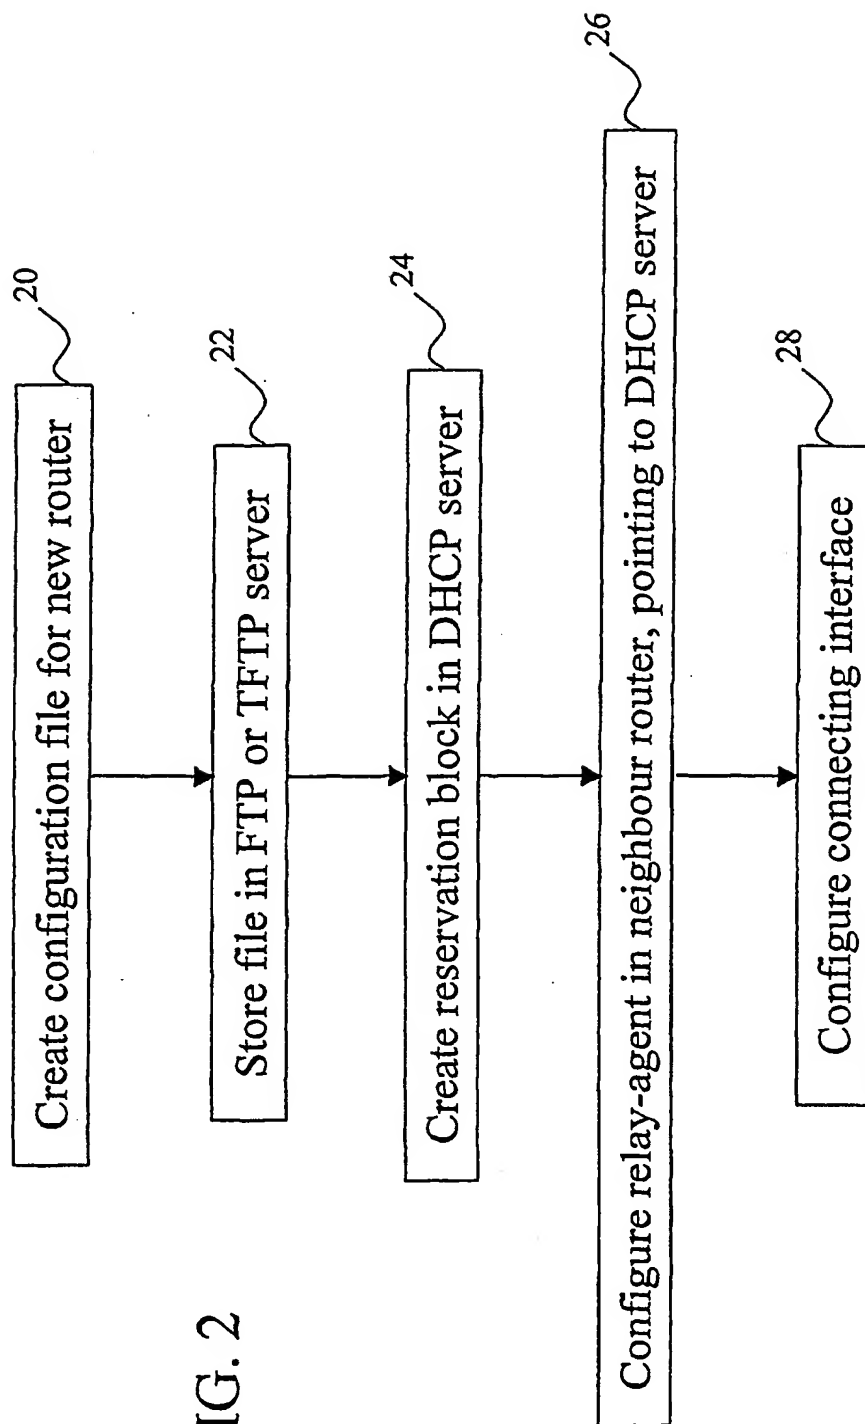 Create configuration file for new router
20
Store file in FTP or TFTP server
22
Create reservation block in DHCP server
24
Configure relay-agent in neighbour router, pointing to DHCP server
26
Configure connecting interface
28
IG. 2